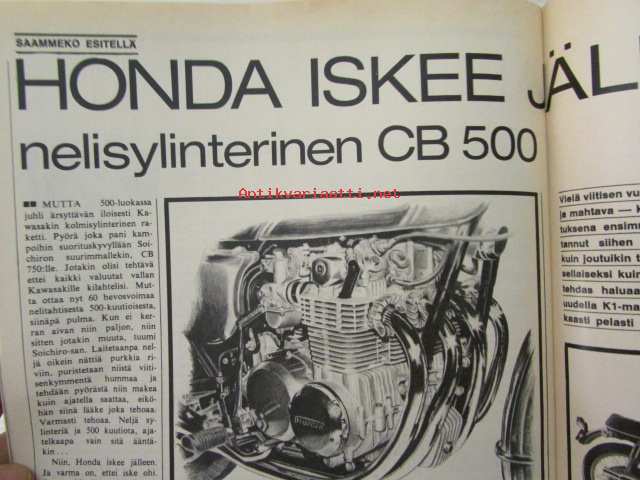 SAAMMEKO ESITELLÄ
HONDA ISKEE JÄL
nelisylinterinen CB 500
MUTTA 500-luokassa
juhli ärsyttävän iloisesti Ka-
wasakin kolmisylinterinen ra-
ketti. Pyörä joka pani kam-
poihin suorituskyvyllään Soi-
chiron suurimmallekin, CB
750:lle. Jotakin olisi tehtävä
ettei kaikki valuutat vallan
Kawasakille kilahtelisi. Mut-
ta ottaa nyt 60 hevosvoimaa
nelitahtisesta 500-kuutioisesta,
siinäpä pulma. Kun ei ker-
ran aivan niin paljon, niin
sitten jotakin muuta, tuumi
Soichiro-san. Laitetaanpa nel-
jä oikein nättiä purkkia ri-
viin, puristetaan niistä viiti-
senkymmentä hummaa ja
tehdään pyörästä niin makea
kuin ajatella saattaa, eikö-
hän siinä lääke joka tehoaa.
Varmasti tehoaa. Neljä sy-
linteriä ja 500 kuutiota, aja-
telkaapa vain sitä ääntä-
kin . . .
Niin, Honda iskee jälleen.
Ja varma on, ettei iske ohi.
Antikvariaatti.net
Vielä viitisen vu
ja mahtava — K
tuksena ensimm
tannut siihen
kuin joutuikin t
sellaiseksi kuin
tehdas haluaa
uudella K1-ma
kaasti pelasti